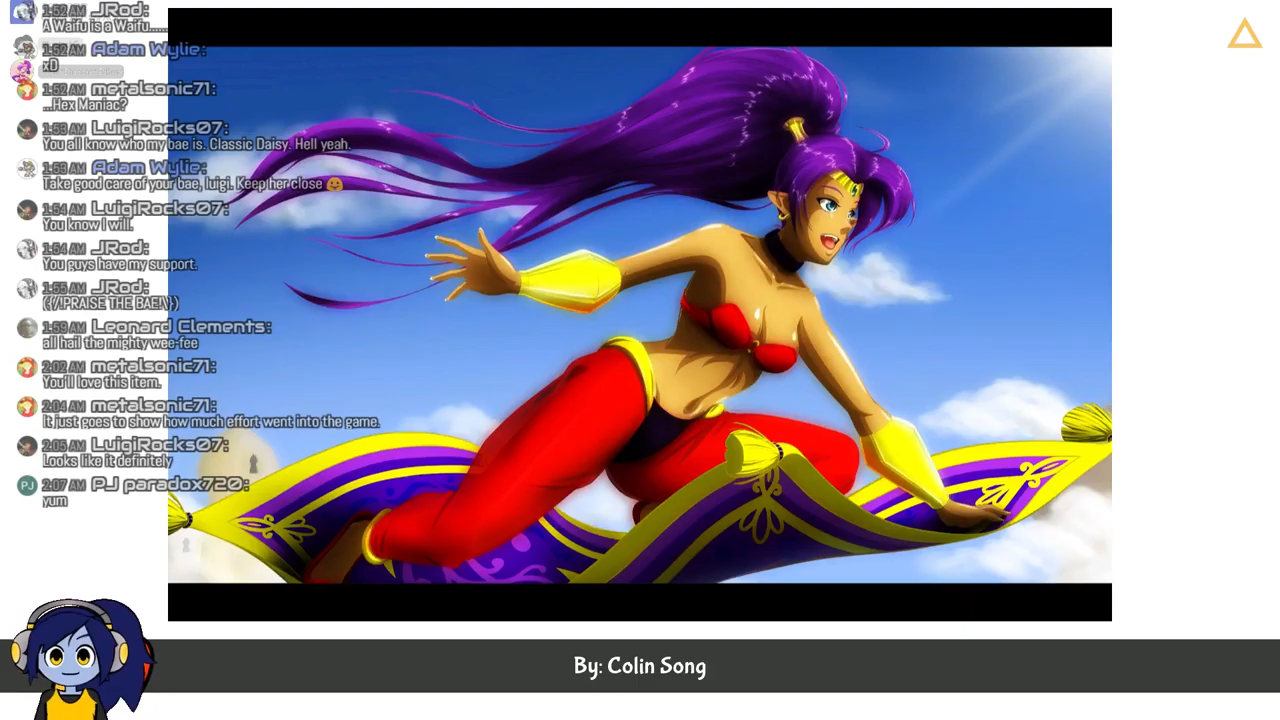 1:52 AM JRod:
A Waifu is a Waifu......
1:52 AM Adam Wylie:
xD
1:52 AM metalsonic71:
...Hex Maniac?
1:53 AM LuigiRocks07:
You all know who my bae is. Classic Daisy. Hell yeah.
1:53 AM Adam Wylie:
Take good care of your bae, luigi. Keep her close
1:54 AM LuigiRocks07:
You know I will.
1:54 AM JRod:
You guys have my support.
1:55 AM JRod:
({/!PRAISE THE BAE!\})
1:59 AM Leonard Clements:
all hail the mighty wee-fee
2:02 AM metalsonic71:
You'll love this item.
2:04 AM metalsonic71:
It just goes to show how much effort went into the game.
2:05 AM LuigiRocks07:
Looks like it definitely
PJ 2:07 AM PJ paradox720:
yum
By: Colin Song